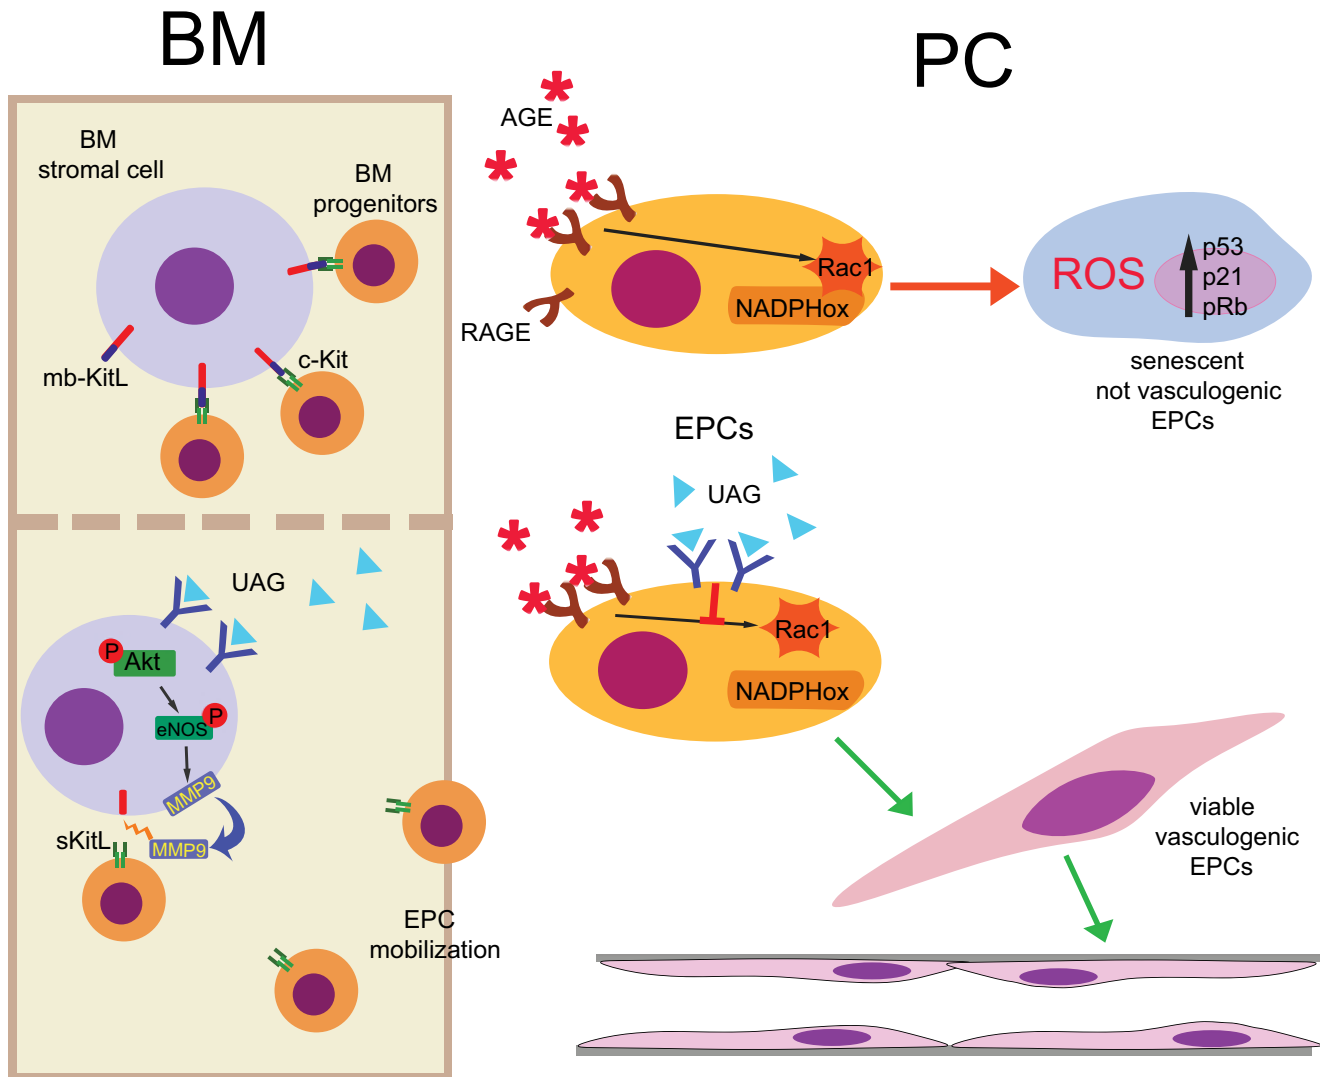 BM
PC
BM
stromal cell
BM
progenitors
mb-KitL
c-Kit
AGE
RAGE
Rac1
NADPHox
ROS
p53
p21
pRb
senescent
not vasculogenic
EPCs
EPCs
UAG
Rac1
NADPHox
UAG
P
Akt
P
eNOS
MMP9
MMP9
sKitL
EPC
mobilization
viable
vasculogenic
EPCs